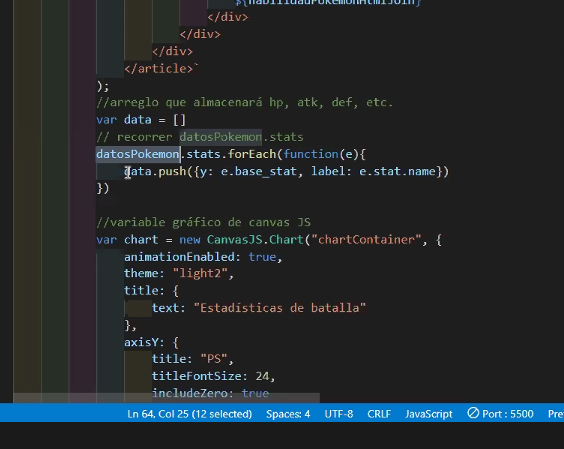 ${habilidadPokemonHtmlJoin}
</div>
</div>
</div>
</article>`
);
//arreglo que almacenará hp, atk, def, etc.
var data = []
// recorrer datosPokemon.stats
datosPokemon.stats.forEach(function(e){
data.push({y: e.base_stat, label: e.stat.name})
})
//variable gráfico de canvas JS
var chart = new CanvasJS.Chart("chartContainer", {
animationEnabled: true,
theme: "light2",
title: {
text: "Estadísticas de batalla"
},
axisY: {
title: "PS",
titleFontSize: 24,
includeZero: true
Ln 64, Col 25 (12 selected) Spaces: 4 UTF-8 CRLF JavaScript Port : 5500 Pre